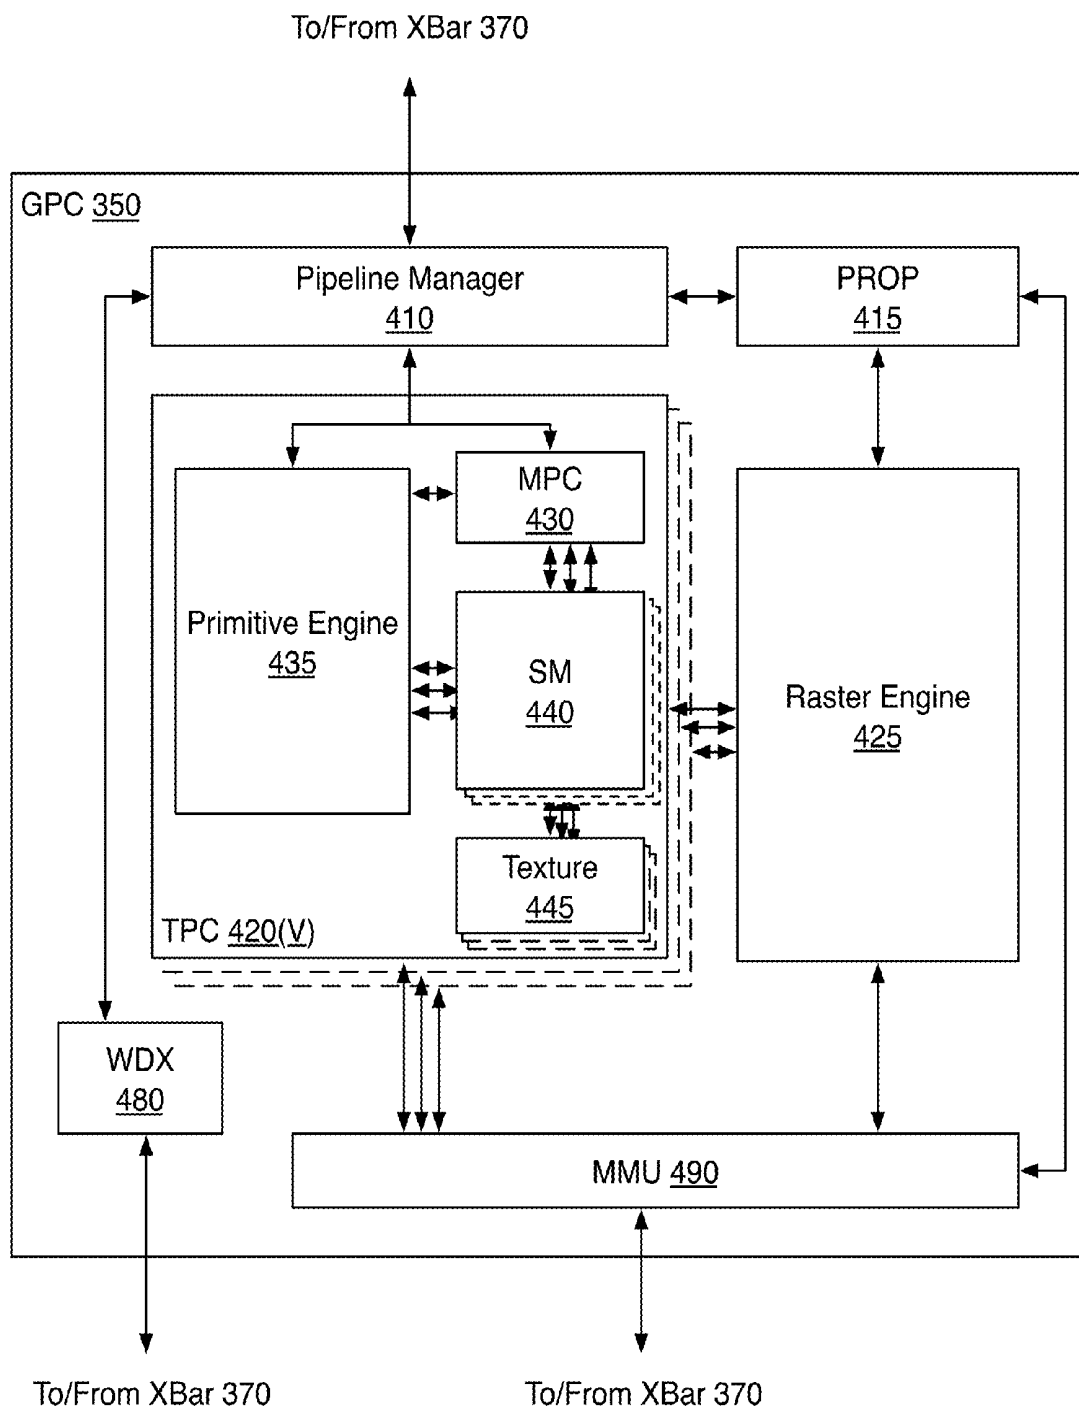 To/From XBar 370
GPC 350
Pipeline Manager
410
PROP
415
MPC
430
Primitive Engine
435
SM
440
Raster Engine
425
Texture
445
TPC 420(V)
WDX
480
MMU 490
To/From XBar 370
To/From XBar 370